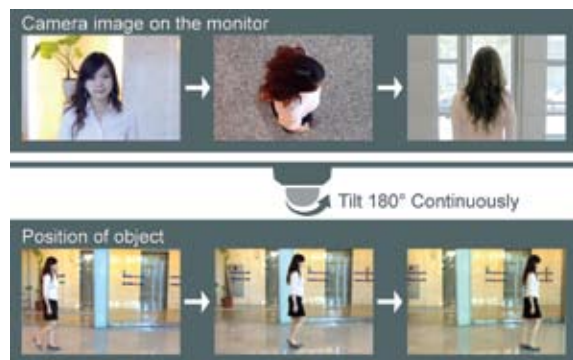 Camera image on the monitor
Tilt 180° Continuously
Position of object